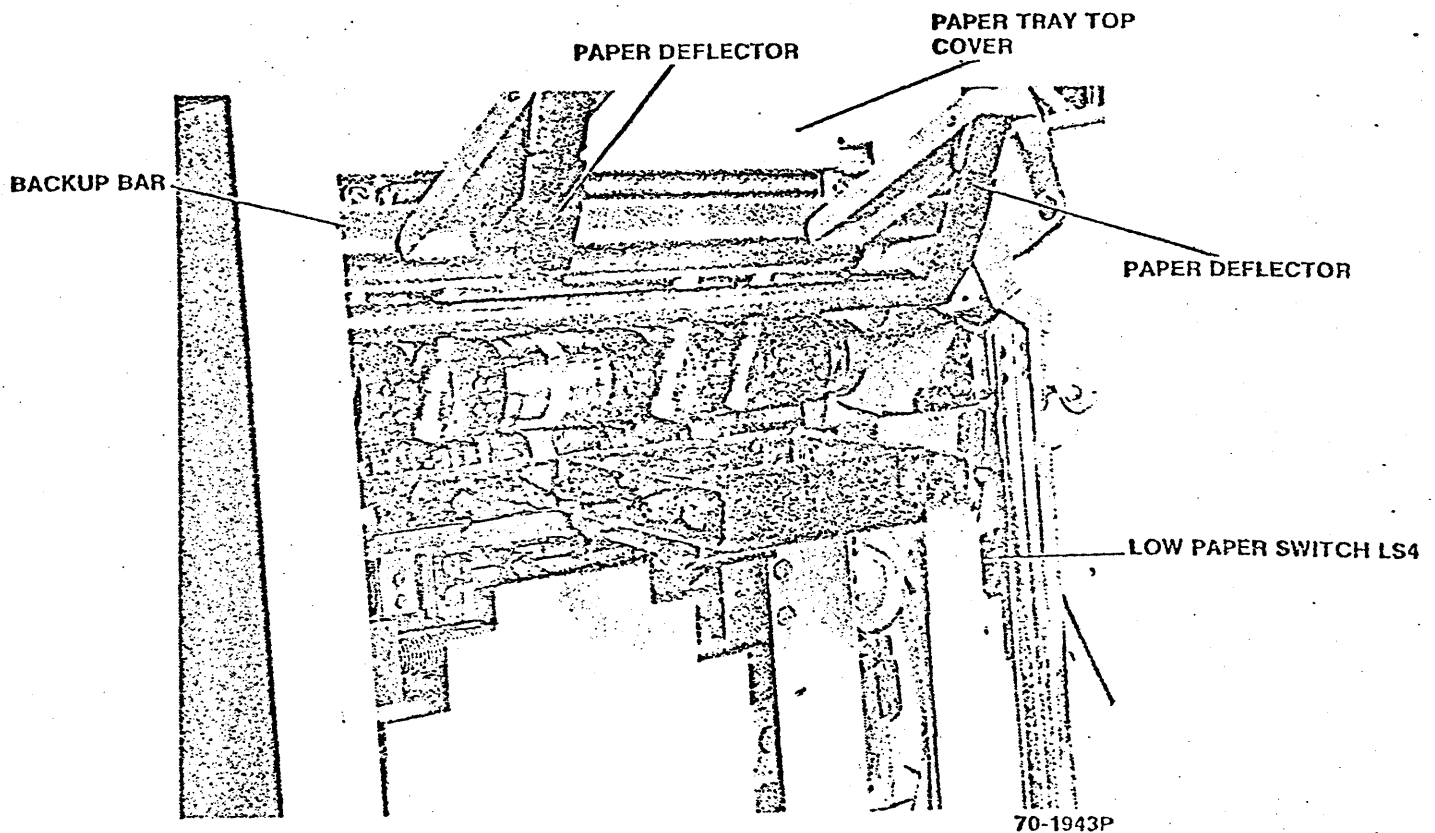 PAPER TRAY TOP
COVER
PAPER DEFLECTOR
BACKUP BAR
PAPER DEFLECTOR
LOW PAPER SWITCH LS4
70-1943P